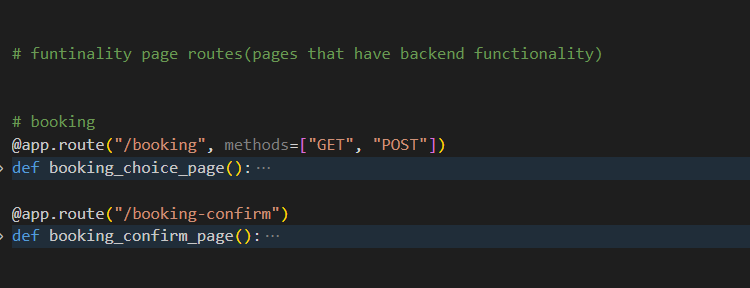 # funtinality page routes(pages that have backend functionality)
# booking
@app.route("/booking", methods=["GET", "POST"])
def booking_choice_page():···
@app.route("/booking-confirm")
def booking_confirm_page():···